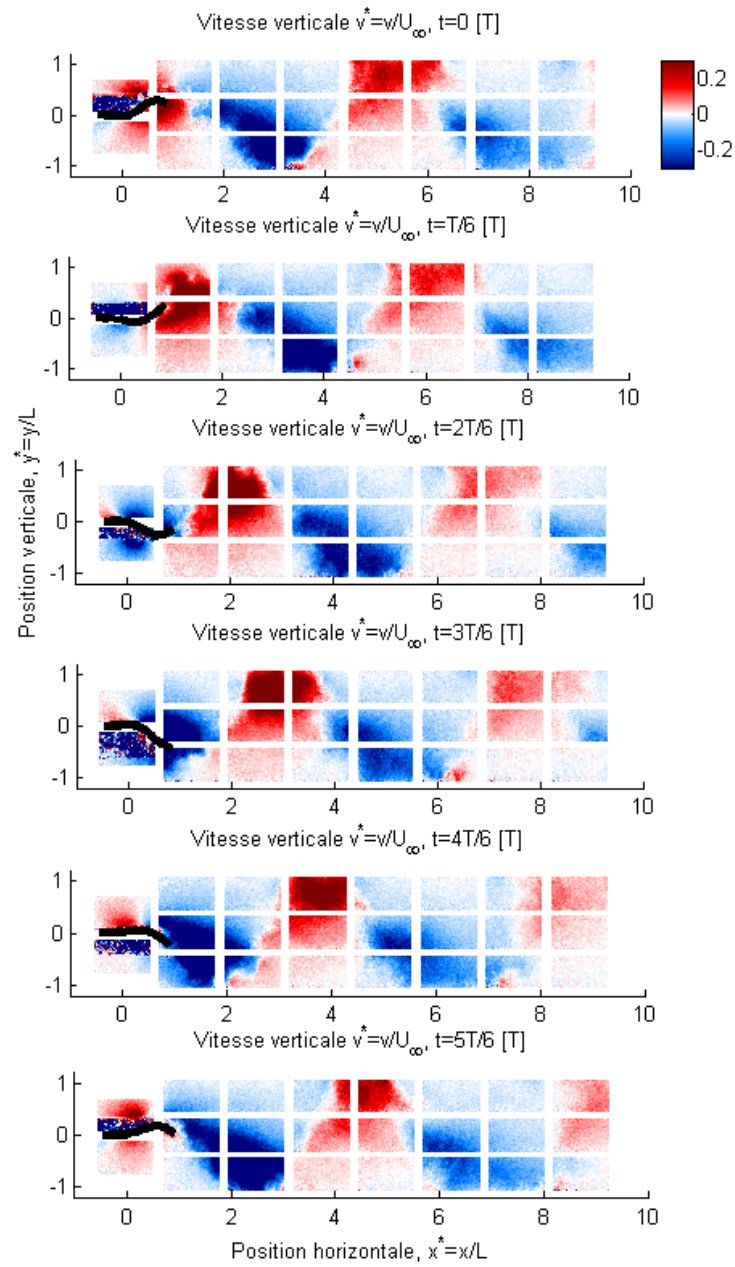 Vitesse verticale v*=v/U∞, t=0 [T]
1
0
-1
0 2 4 6 8 10
0.2
0
-0.2
Vitesse verticale v*=v/U∞, t=T/6 [T]
1
0
-1
0 2 4 6 8 10
Vitesse verticale v*=v/U∞, t=2T/6 [T]
1
0
-1
0 2 4 6 8 10
Position verticale, y*=y/L
Vitesse verticale v*=v/U∞, t=3T/6 [T]
1
0
-1
0 2 4 6 8 10
Vitesse verticale v*=v/U∞, t=4T/6 [T]
1
0
-1
0 2 4 6 8 10
Vitesse verticale v*=v/U∞, t=5T/6 [T]
1
0
-1
0 2 4 6 8 10
Position horizontale, x*=x/L